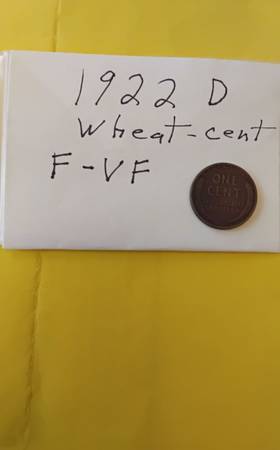 1922 D
Wheat-cent
F-VF
ONE
CENT